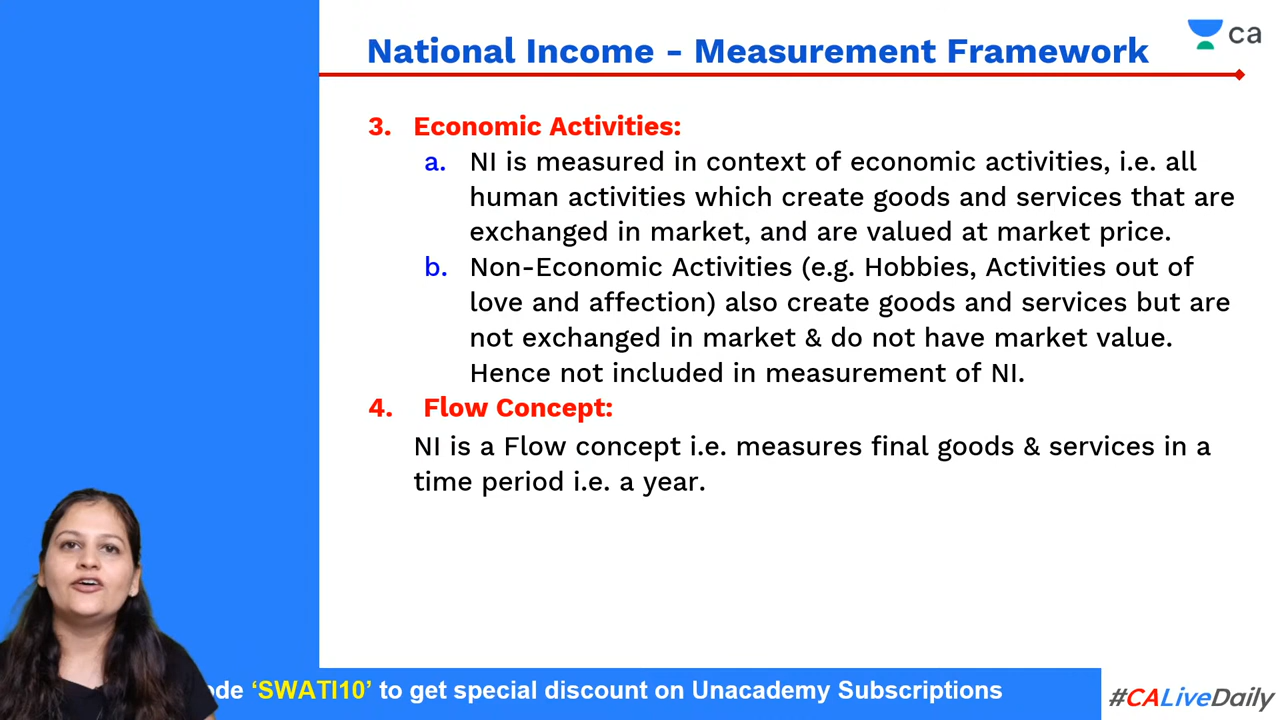 National Income - Measurement Framework
ca
3. Economic Activities:
a. NI is measured in context of economic activities, i.e. all
human activities which create goods and services that are
exchanged in market, and are valued at market price.
b. Non-Economic Activities (e.g. Hobbies, Activities out of
love and affection) also create goods and services but are
not exchanged in market & do not have market value.
Hence not included in measurement of NI.
4. Flow Concept:
NI is a Flow concept i.e. measures final goods & services in a
time period i.e. a year.
ode ‘SWATI10’ to get special discount on Unacademy Subscriptions
#CALiveDaily